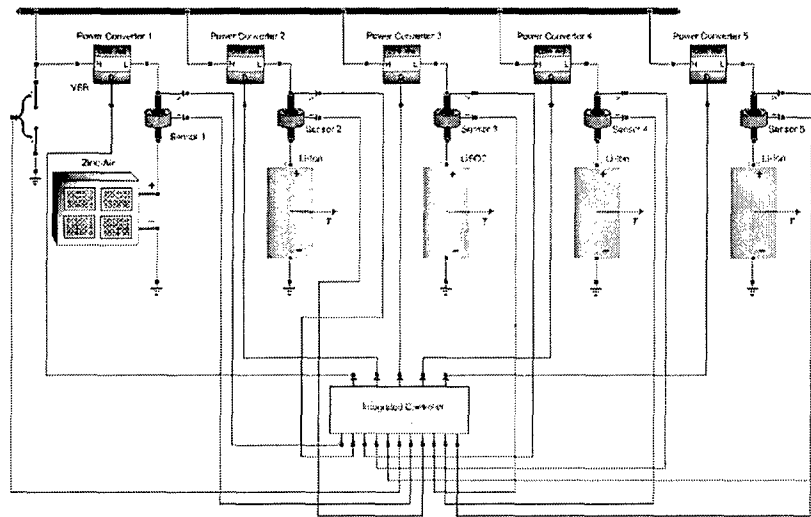 Power Converter 1
Power Converter 2
Power Converter 3
Power Converter 4
Power Converter 5
H L
H L
H L
H L
H L
Sensor 1
Sensor 2
Sensor 3
Sensor 4
Sensor 5
Zinc-Air
Li-Ion
Li-Ion
Li-Ion
+
+
+
+
+
−
−
−
−
−
T
T
T
T
Integrated Controller